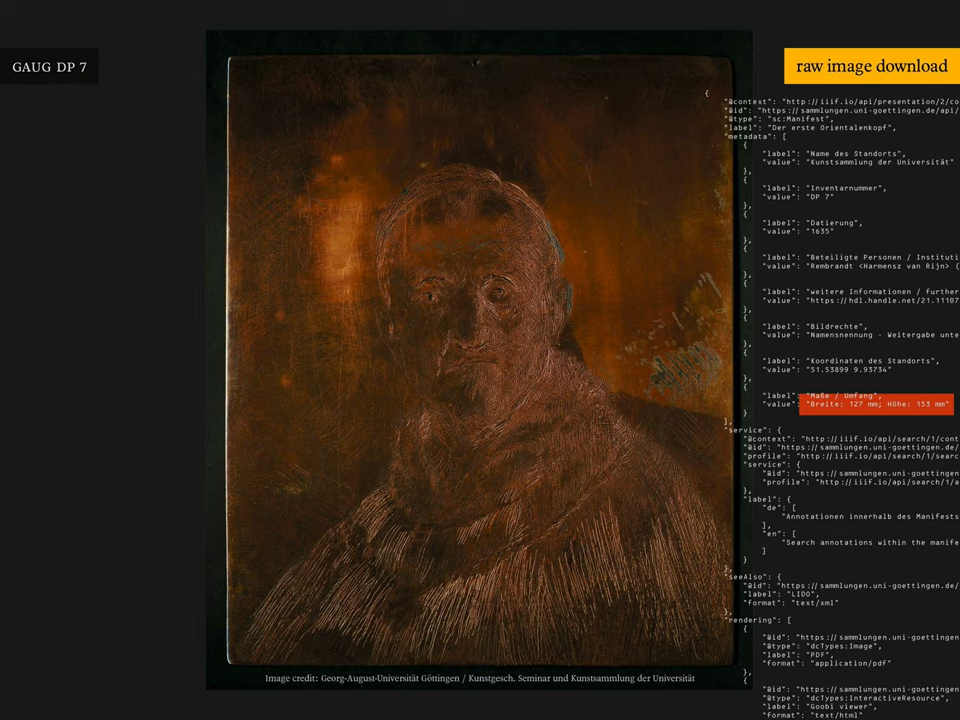 GAUG DP 7
raw image download
{
"@context": "http://iiif.io/api/presentation/2/co
"@id": "https://sammlungen.uni-goettingen.de/api/
"@type": "sc:Manifest",
"label": "Der erste Orientalenkopf",
"metadata": [
{
"label": "Name des Standorts",
"value": "Kunstsammlung der Universität"
},
{
"label": "Inventarnummer",
"value": "DP 7"
},
{
"label": "Datierung",
"value": "1635"
},
{
"label": "Beteiligte Personen / Instituti
"value": "Rembrandt <Harmensz van Rijn> (
},
{
"label": "weitere Informationen / further
"value": "https://hdl.handle.net/21.11107
},
{
"label": "Bildrechte",
"value": "Namensnennung - Weitergabe unte
},
{
"label": "Koordinaten des Standorts",
"value": "51.53899 9.93734"
},
{
"label": "Maße / Umfang",
"value": "Breite: 127 mm; Höhe: 153 mm"
}
],
"service": {
"@context": "http://iiif.io/api/search/1/cont
"@id": "https://sammlungen.uni-goettingen.de/
"profile": "http://iiif.io/api/search/1/searc
"service": {
"@id": "https://sammlungen.uni-goettingen
"profile": "http://iiif.io/api/search/1/a
},
"label": {
"de": [
"Annotationen innerhalb des Manifests
],
"en": [
"Search annotations within the manife
]
}
},
"seeAlso": {
"@id": "https://sammlungen.uni-goettingen.de/
"label": "LIDO",
"format": "text/xml"
},
"rendering": [
{
"@id": "https://sammlungen.uni-goettingen
"@type": "dcTypes:Image",
"label": "PDF",
"format": "application/pdf"
},
{
"@id": "https://sammlungen.uni-goettingen
"@type": "dcTypes:InteractiveResource",
"label": "Goobi viewer",
"format": "text/html"
Image credit: Georg-August-Universität Göttingen / Kunstgesch. Seminar und Kunstsammlung der Universität